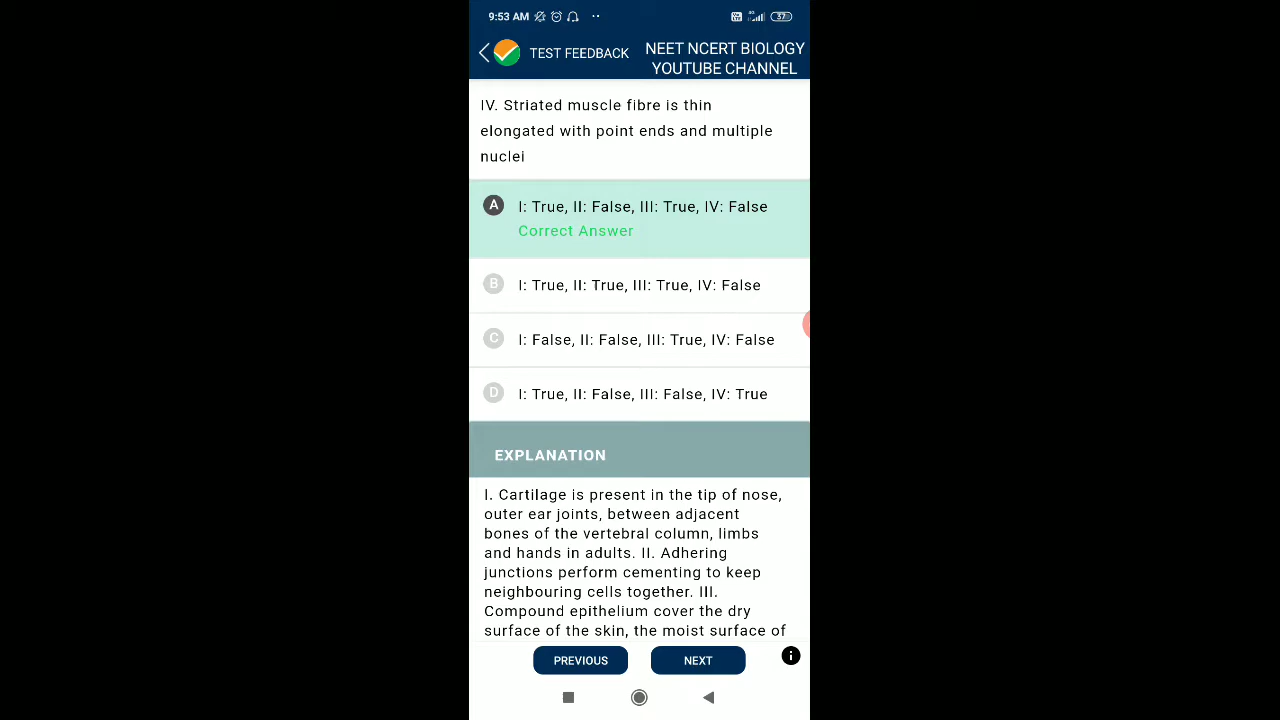 9:53 AM
57
TEST FEEDBACK
NEET NCERT BIOLOGY
YOUTUBE CHANNEL
IV. Striated muscle fibre is thin
elongated with point ends and multiple
nuclei
A
I: True, II: False, III: True, IV: False
Correct Answer
B
I: True, II: True, III: True, IV: False
C
I: False, II: False, III: True, IV: False
D
I: True, II: False, III: False, IV: True
EXPLANATION
I. Cartilage is present in the tip of nose,
outer ear joints, between adjacent
bones of the vertebral column, limbs
and hands in adults. II. Adhering
junctions perform cementing to keep
neighbouring cells together. III.
Compound epithelium cover the dry
surface of the skin, the moist surface of
PREVIOUS
NEXT